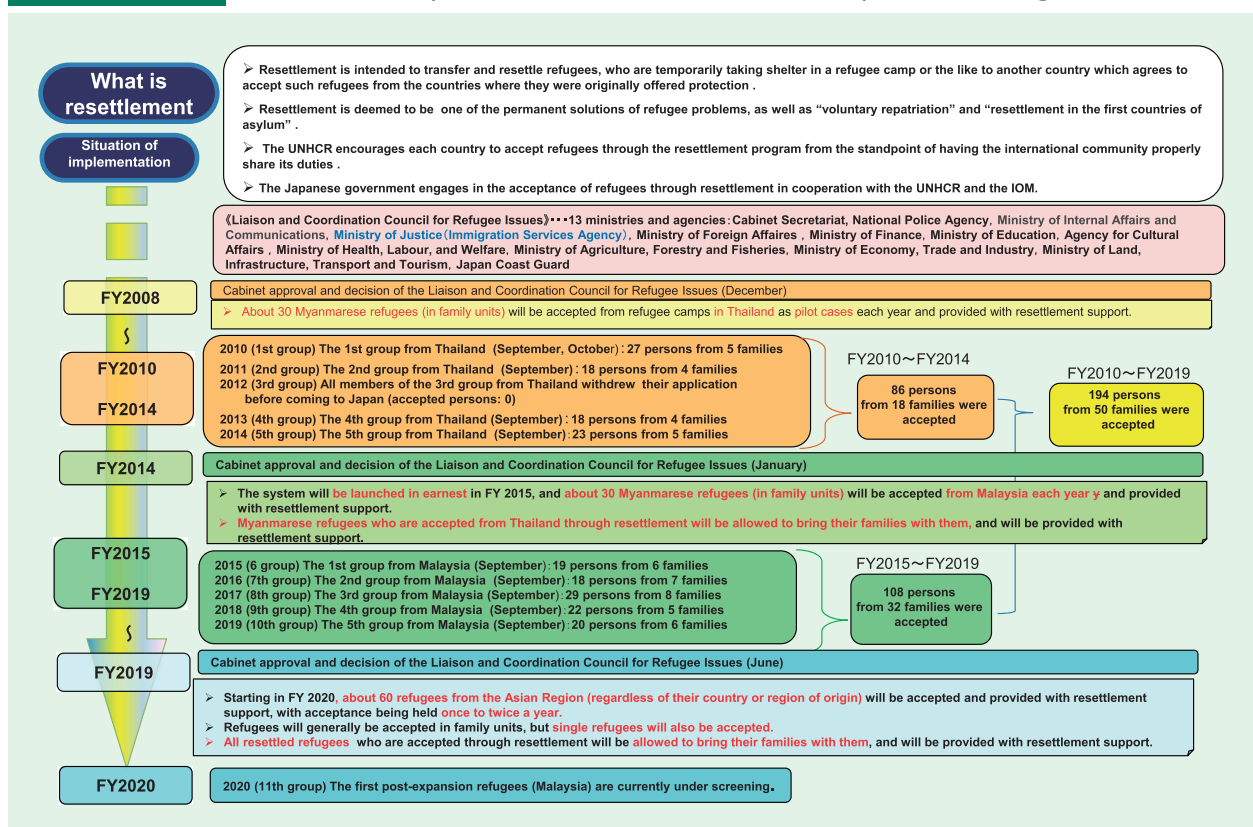 What is
resettlement
➢ Resettlement is intended to transfer and resettle refugees, who are temporarily taking shelter in a refugee camp or the like to another country which agrees to
accept such refugees from the countries where they were originally offered protection .
➢ Resettlement is deemed to be one of the permanent solutions of refugee problems, as well as “voluntary repatriation” and “resettlement in the first countries of
asylum” .
➢ The UNHCR encourages each country to accept refugees through the resettlement program from the standpoint of having the international community properly
share its duties .
➢ The Japanese government engages in the acceptance of refugees through resettlement in cooperation with the UNHCR and the IOM.
Situation of
implementation
《Liaison and Coordination Council for Refugee Issues》・・・13 ministries and agencies：Cabinet Secretariat, National Police Agency, Ministry of Internal Affairs and
Communications, Ministry of Justice（Immigration Services Agency）, Ministry of Foreign Affaires , Ministry of Finance, Ministry of Education, Agency for Cultural
Affairs , Ministry of Health, Labour, and Welfare, Ministry of Agriculture, Forestry and Fisheries, Ministry of Economy, Trade and Industry, Ministry of Land,
Infrastructure, Transport and Tourism, Japan Coast Guard
FY2008
Cabinet approval and decision of the Liaison and Coordination Council for Refugee Issues (December)
➢ About 30 Myanmarese refugees (in family units) will be accepted from refugee camps in Thailand as pilot cases each year and provided with resettlement support.
〜
FY2010
FY2014
2010 (1st group) The 1st group from Thailand (September, October)：27 persons from 5 families
2011 (2nd group) The 2nd group from Thailand (September)：18 persons from 4 families
2012 (3rd group) All members of the 3rd group from Thailand withdrew their application
before coming to Japan (accepted persons: 0)
2013 (4th group) The 4th group from Thailand (September)：18 persons from 4 families
2014 (5th group) The 5th group from Thailand (September)：23 persons from 5 families
FY2010〜FY2014
86 persons
from 18 families were
accepted
FY2010〜FY2019
194 persons
from 50 families were
accepted
FY2014
Cabinet approval and decision of the Liaison and Coordination Council for Refugee Issues (January)
➢ The system will be launched in earnest in FY 2015, and about 30 Myanmarese refugees (in family units) will be accepted from Malaysia each year y and provided
with resettlement support.
➢ Myanmarese refugees who are accepted from Thailand through resettlement will be allowed to bring their families with them, and will be provided with
resettlement support.
FY2015
FY2019
2015 (6 group) The 1st group from Malaysia (September)：19 persons from 6 families
2016 (7th group) The 2nd group from Malaysia (September)：18 persons from 7 families
2017 (8th group) The 3rd group from Malaysia (September)：29 persons from 8 families
2018 (9th group) The 4th group from Malaysia (September)：22 persons from 5 families
2019 (10th group) The 5th group from Malaysia (September)：20 persons from 6 families
FY2015〜FY2019
108 persons
from 32 families were
accepted
〜
FY2019
Cabinet approval and decision of the Liaison and Coordination Council for Refugee Issues (June)
➢ Starting in FY 2020, about 60 refugees from the Asian Region (regardless of their country or region of origin) will be accepted and provided with resettlement
support, with acceptance being held once to twice a year.
➢ Refugees will generally be accepted in family units, but single refugees will also be accepted.
➢ All resettled refugees who are accepted through resettlement will be allowed to bring their families with them, and will be provided with resettlement support.
FY2020
2020 (11th group) The first post-expansion refugees (Malaysia) are currently under screening.